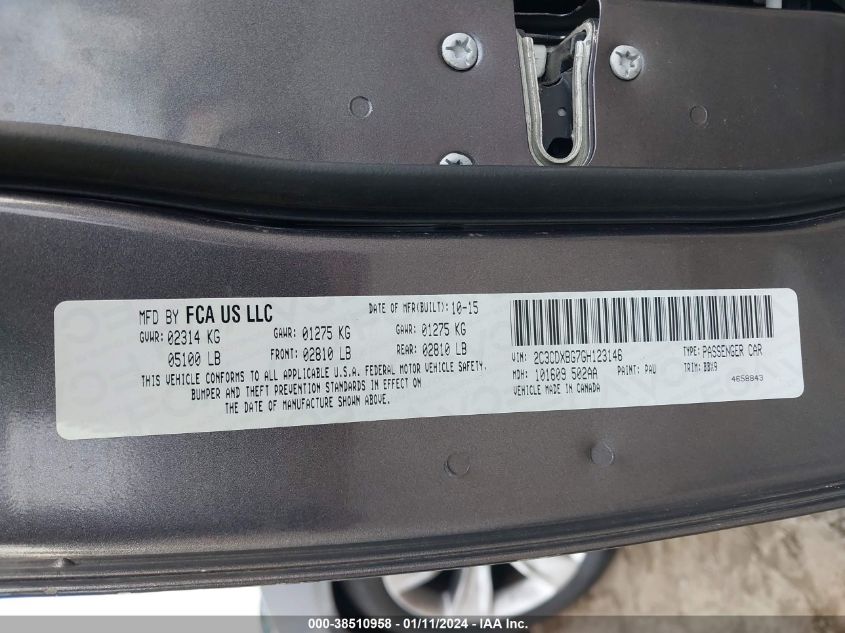 MFD BY FCA US LLC DATE OF MFR(BUILT): 10-15
GVWR: 02314 KG GAWR: 01275 KG GAWR: 01275 KG
05100 LB FRONT: 02810 LB REAR: 02810 LB
THIS VEHICLE CONFORMS TO ALL APPLICABLE U.S.A. FEDERAL MOTOR VEHICLE SAFETY,
BUMPER AND THEFT PREVENTION STANDARDS IN EFFECT ON
THE DATE OF MANUFACTURE SHOWN ABOVE.
VIN: 2C3CDXBG7GH123146 TYPE: PASSENGER CAR
MDH: 101609 502AA PAINT: PAU TRIM: BBX9
VEHICLE MADE IN CANADA 4658843
000-38510958 - 01/11/2024 - IAA Inc.